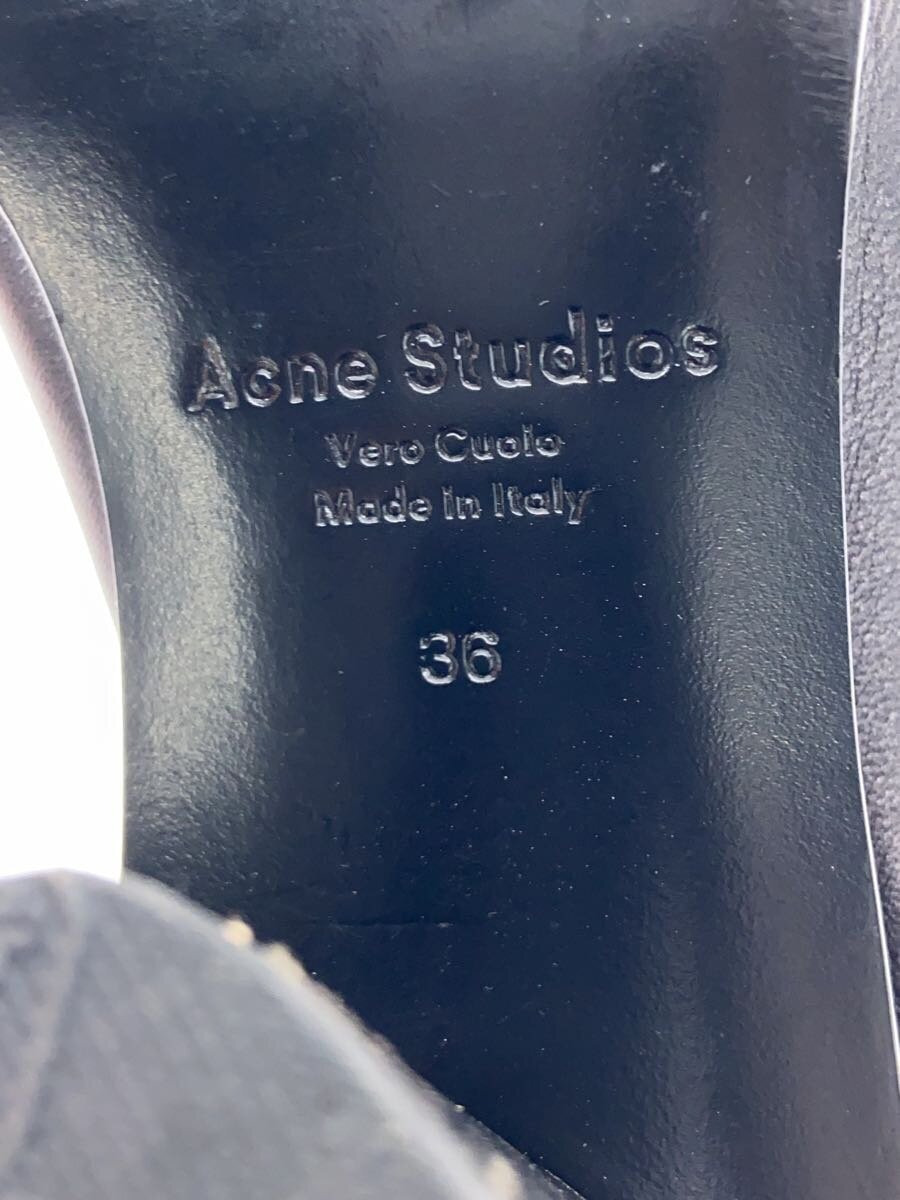 Acne Studios
Vero Cuoio
Made in Italy
36